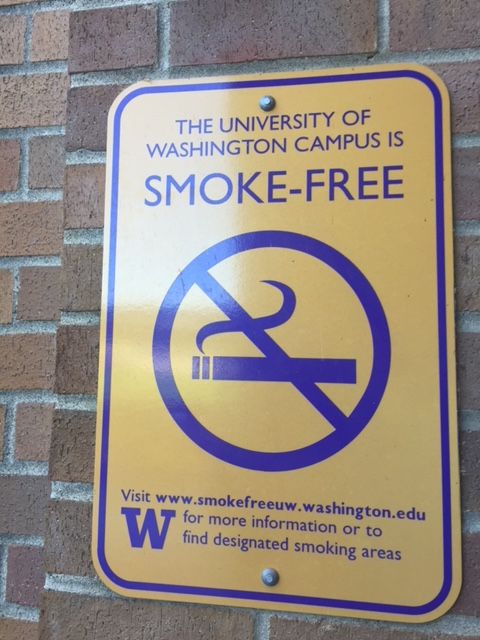 THE UNIVERSITY OF
WASHINGTON CAMPUS IS
SMOKE-FREE
Visit www.smokefreeuw.washington.edu
W for more information or to
find designated smoking areas